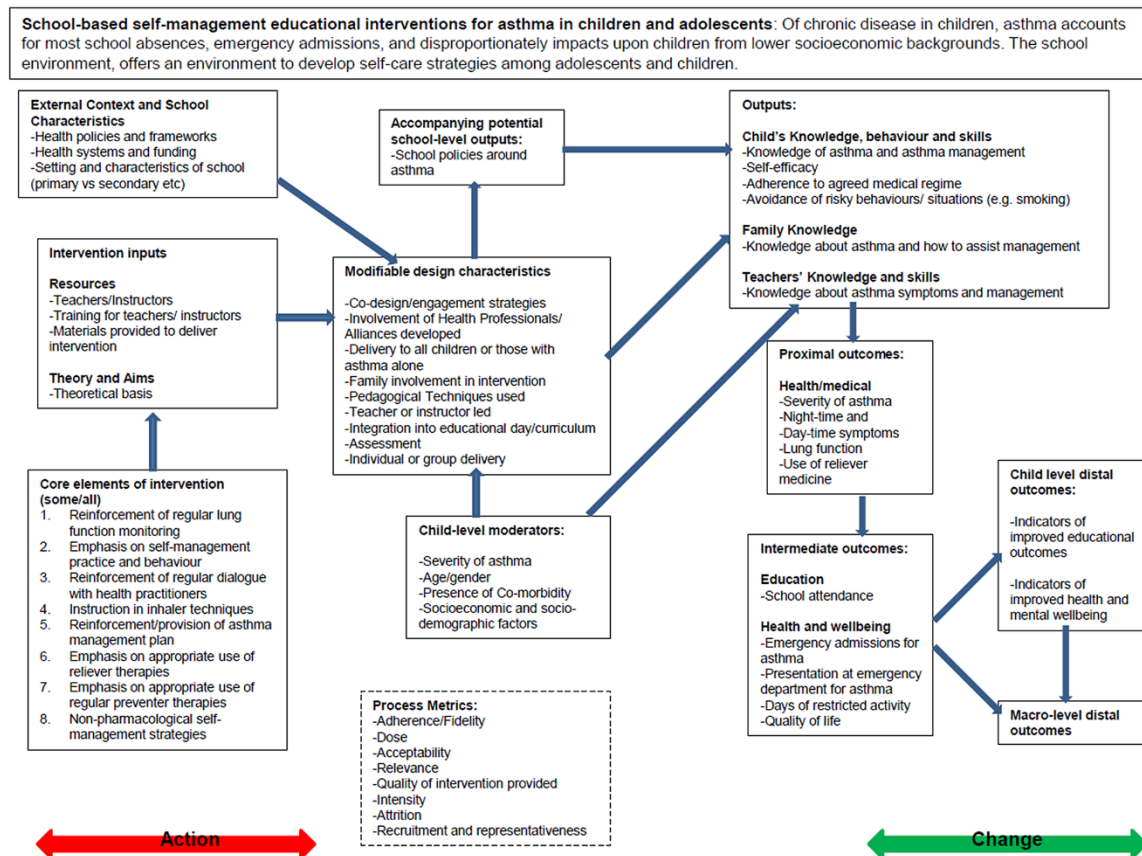 School-based self-management educational interventions for asthma in children and adolescents: Of chronic disease in children, asthma accounts
for most school absences, emergency admissions, and disproportionately impacts upon children from lower socioeconomic backgrounds. The school
environment, offers an environment to develop self-care strategies among adolescents and children.
External Context and School
Characteristics
-Health policies and frameworks
-Health systems and funding
-Setting and characteristics of school
(primary vs secondary etc)
Accompanying potential
school-level outputs:
-School policies around
asthma
Outputs:
Child's Knowledge, behaviour and skills
-Knowledge of asthma and asthma management
-Self-efficacy
-Adherence to agreed medical regime
-Avoidance of risky behaviours/ situations (e.g. smoking)
Family Knowledge
-Knowledge about asthma and how to assist management
Teachers' Knowledge and skills
-Knowledge about asthma symptoms and management
Intervention inputs
Resources
-Teachers/Instructors
-Training for teachers/ instructors
-Materials provided to deliver
intervention
Theory and Aims
-Theoretical basis
Modifiable design characteristics
-Co-design/engagement strategies
-Involvement of Health Professionals/
Alliances developed
-Delivery to all children or those with
asthma alone
-Family involvement in intervention
-Pedagogical Techniques used
-Teacher or instructor led
-Integration into educational day/curriculum
-Assessment
-Individual or group delivery
Proximal outcomes:
Health/medical
-Severity of asthma
-Night-time and
-Day-time symptoms
-Lung function
-Use of reliever
medicine
Core elements of intervention
(some/all)
1. Reinforcement of regular lung
function monitoring
2. Emphasis on self-management
practice and behaviour
3. Reinforcement of regular dialogue
with health practitioners
4. Instruction in inhaler techniques
5. Reinforcement/provision of asthma
management plan
6. Emphasis on appropriate use of
reliever therapies
7. Emphasis on appropriate use of
regular preventer therapies
8. Non-pharmacological self-
management strategies
Child-level moderators:
-Severity of asthma
-Age/gender
-Presence of Co-morbidity
-Socioeconomic and socio-
demographic factors
Intermediate outcomes:
Education
-School attendance
Health and wellbeing
-Emergency admissions for
asthma
-Presentation at emergency
department for asthma
-Days of restricted activity
-Quality of life
Child level distal
outcomes:
-Indicators of
improved educational
outcomes
-Indicators of
improved health and
mental wellbeing
Macro-level distal
outcomes
Process Metrics:
-Adherence/Fidelity
-Dose
-Acceptability
-Relevance
-Quality of intervention provided
-Intensity
-Attrition
-Recruitment and representativeness
Action
Change